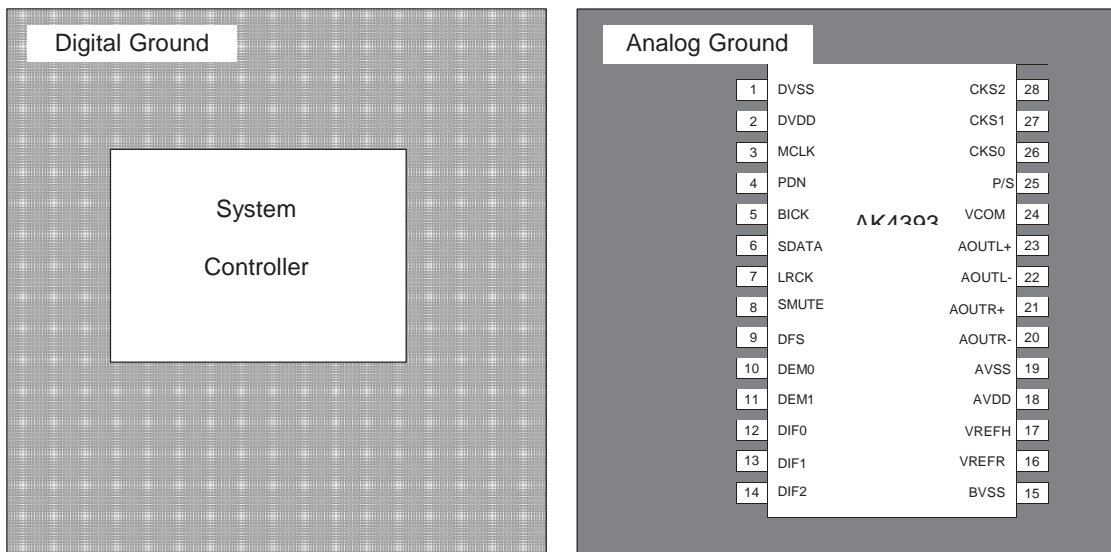 Digital Ground
System
Controller
Analog Ground
1 DVSS CKS2 28
2 DVDD CKS1 27
3 MCLK CKS0 26
4 PDN P/S 25
5 BICK AK4393 VCOM 24
6 SDATA AOUTL+ 23
7 LRCK AOUTL- 22
8 SMUTE AOUTR+ 21
9 DFS AOUTR- 20
10 DEM0 AVSS 19
11 DEM1 AVDD 18
12 DIF0 VREFH 17
13 DIF1 VREFR 16
14 DIF2 BVSS 15